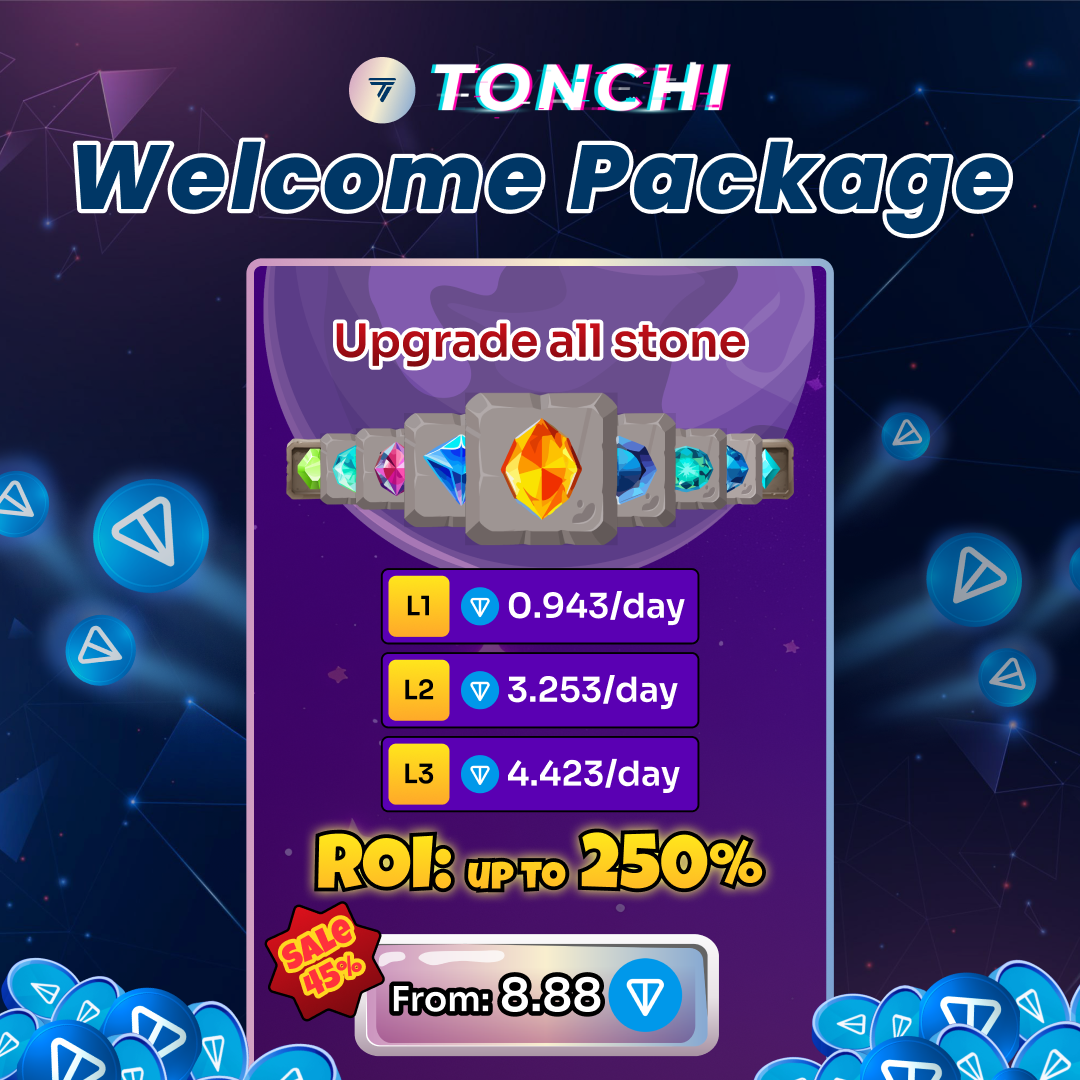 TONCHI
Welcome Package
Upgrade all stone
L1 0.943/day
L2 3.253/day
L3 4.423/day
ROI: UP TO 250%
SALE
45%
From: 8.88